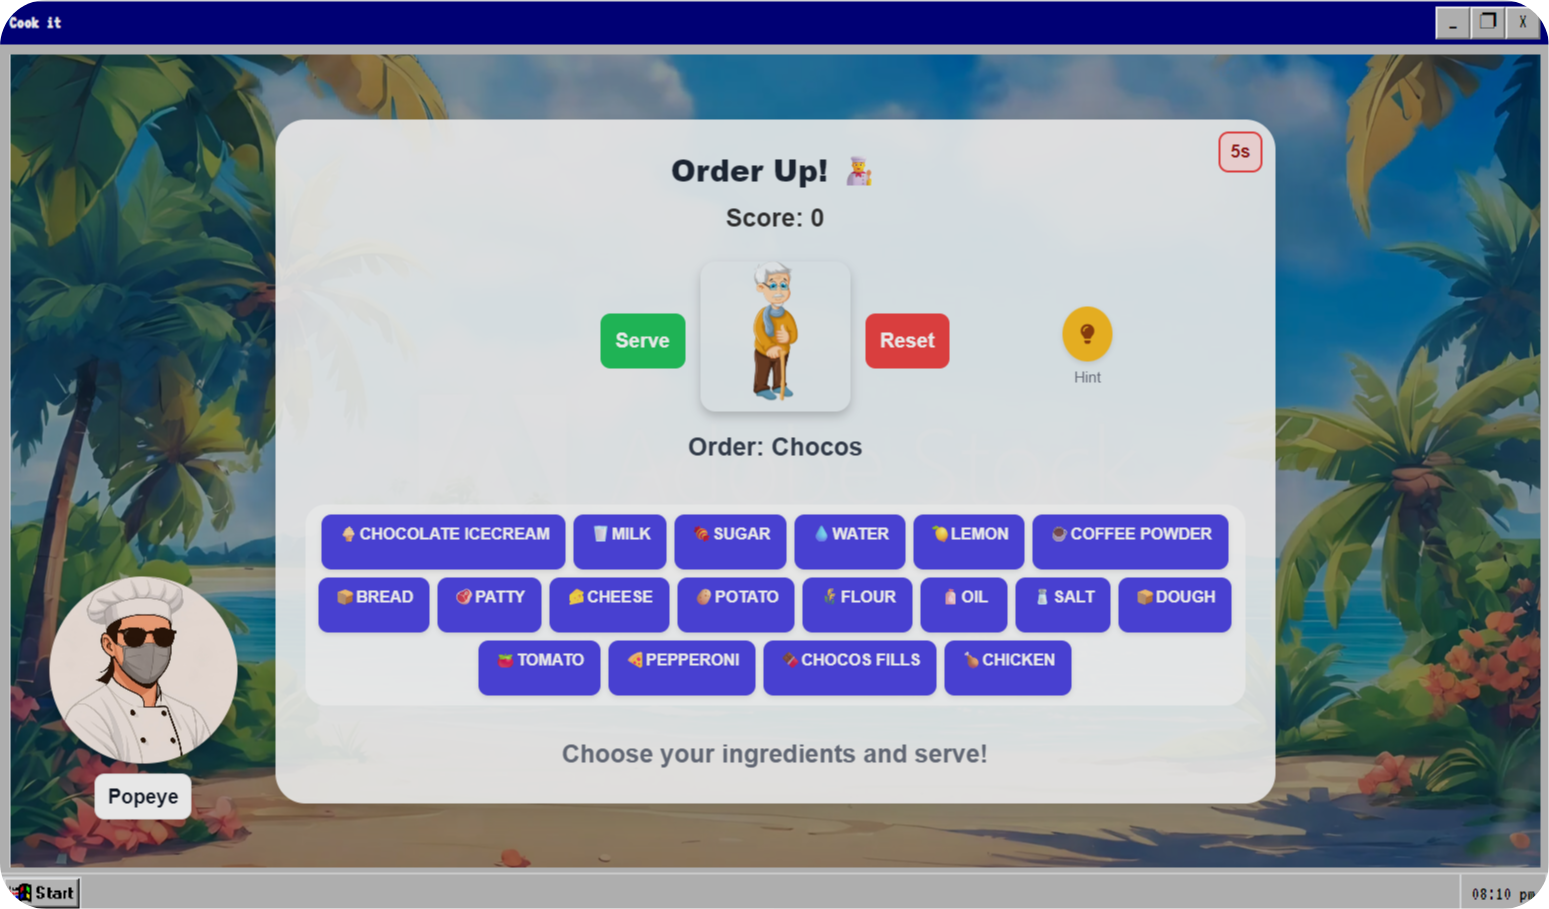 Cook it
5s
Order Up!
Score: 0
Serve
Reset
Hint
Order: Chocos
CHOCOLATE ICECREAM MILK SUGAR WATER LEMON COFFEE POWDER
BREAD PATTY CHEESE POTATO FLOUR OIL SALT DOUGH
TOMATO PEPPERONI CHOCOS FILLS CHICKEN
Choose your ingredients and serve!
Popeye
Start
08:10 pm